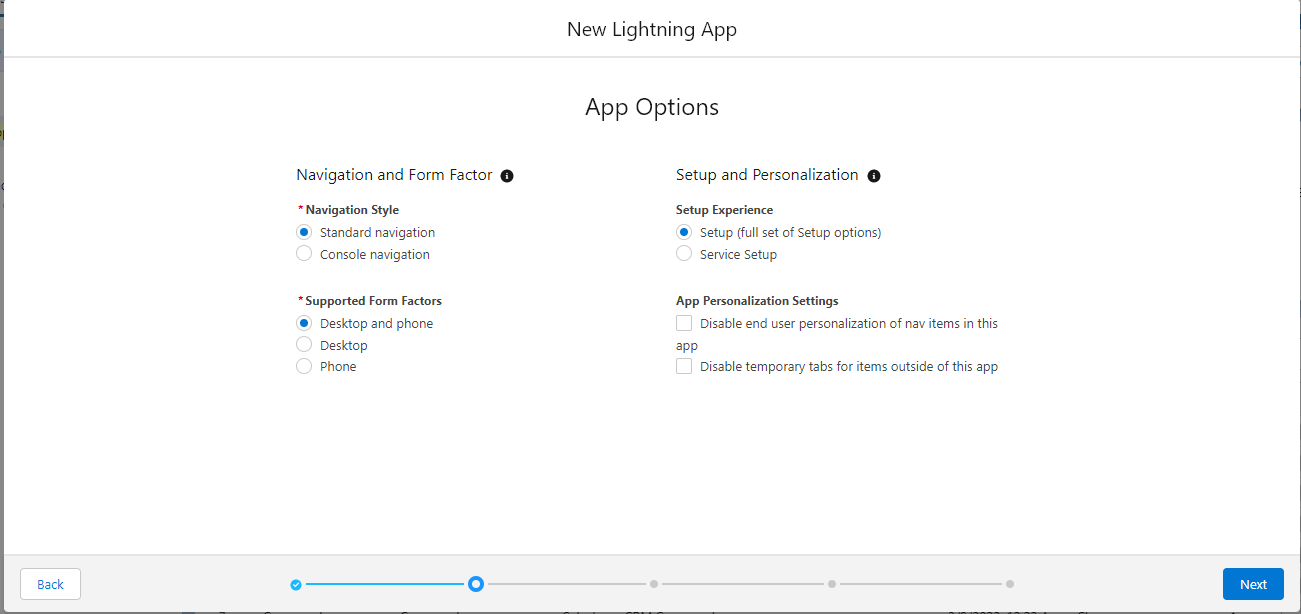 New Lightning App
App Options
Navigation and Form Factor
* Navigation Style
Standard navigation
Console navigation
* Supported Form Factors
Desktop and phone
Desktop
Phone
Setup and Personalization
Setup Experience
Setup (full set of Setup options)
Service Setup
App Personalization Settings
Disable end user personalization of nav items in this
app
Disable temporary tabs for items outside of this app
Back
Next